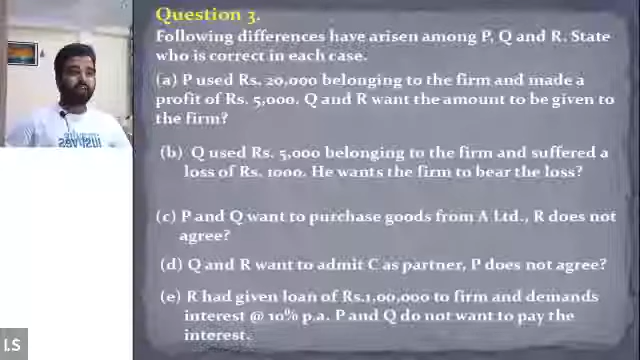 Question 3.
Following differences have arisen among P, Q and R. State
who is correct in each case.
(a) P used Rs. 20,000 belonging to the firm and made a
profit of Rs. 5,000. Q and R want the amount to be given to
the firm?
(b) Q used Rs. 5,000 belonging to the firm and suffered a
loss of Rs. 1000. He wants the firm to bear the loss?
(c) P and Q want to purchase goods from A Ltd., R does not
agree?
(d) Q and R want to admit C as partner, P does not agree?
(e) R had given loan of Rs.1,00,000 to firm and demands
interest @ 10% p.a. P and Q do not want to pay the
interest.
I.S